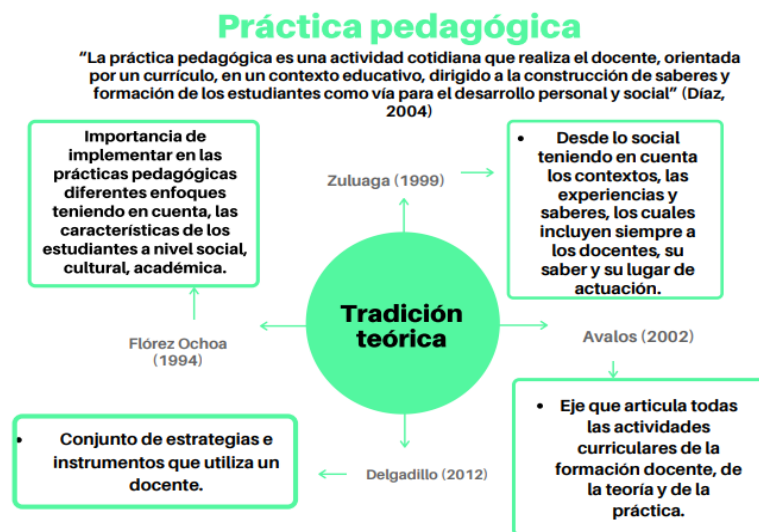 Práctica pedagógica
“La práctica pedagógica es una actividad cotidiana que realiza el docente, orientada
por un currículo, en un contexto educativo, dirigido a la construcción de saberes y
formación de los estudiantes como vía para el desarrollo personal y social” (Díaz,
2004)
Importancia de
implementar en las
prácticas pedagógicas
diferentes enfoques
teniendo en cuenta, las
características de los
estudiantes a nivel social,
cultural, académica.
Zuluaga (1999)
• Desde lo social
teniendo en cuenta
los contextos, las
experiencias y
saberes, los cuales
incluyen siempre a
los docentes, su
saber y su lugar de
actuación.
Tradición
teórica
Flórez Ochoa
(1994)
Avalos (2002)
• Conjunto de estrategias e
instrumentos que utiliza un
docente.
Delgadillo (2012)
• Eje que articula todas
las actividades
curriculares de la
formación docente, de
la teoría y de la
práctica.